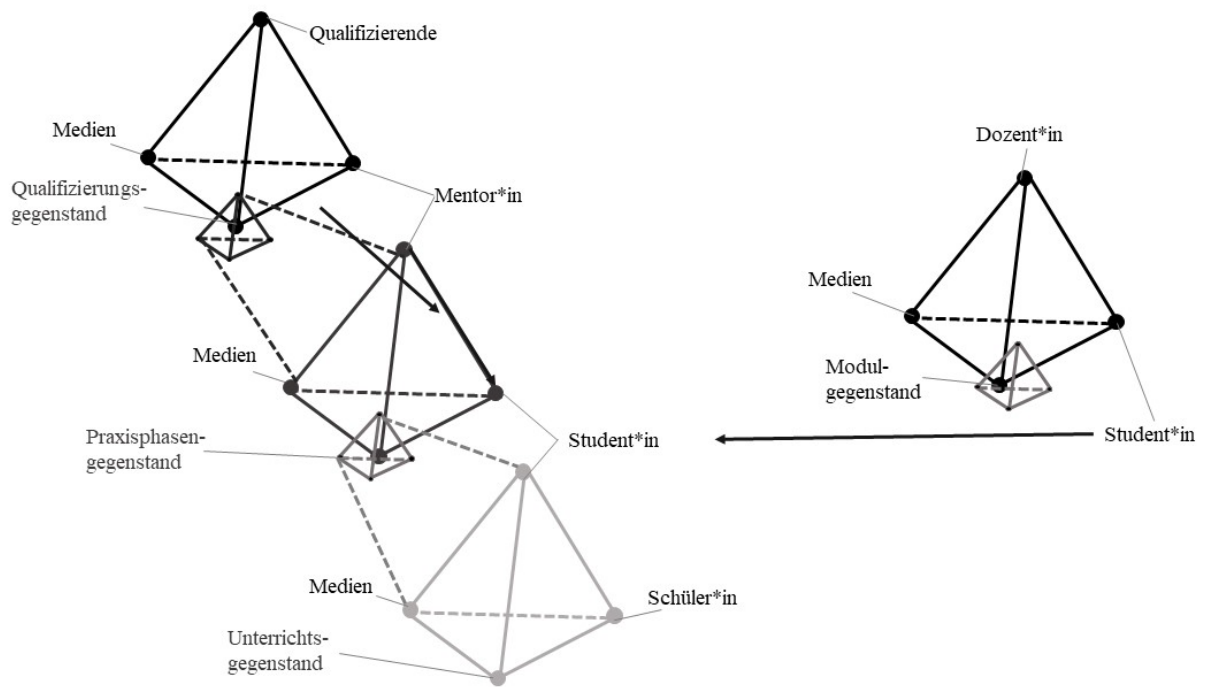 Qualifizierende
Medien
Qualifizierungs-
gegenstand
Mentor*in
Medien
Praxisphasen-
gegenstand
Student*in
Medien
Schüler*in
Unterrichts-
gegenstand
Dozent*in
Medien
Modul-
gegenstand
Student*in